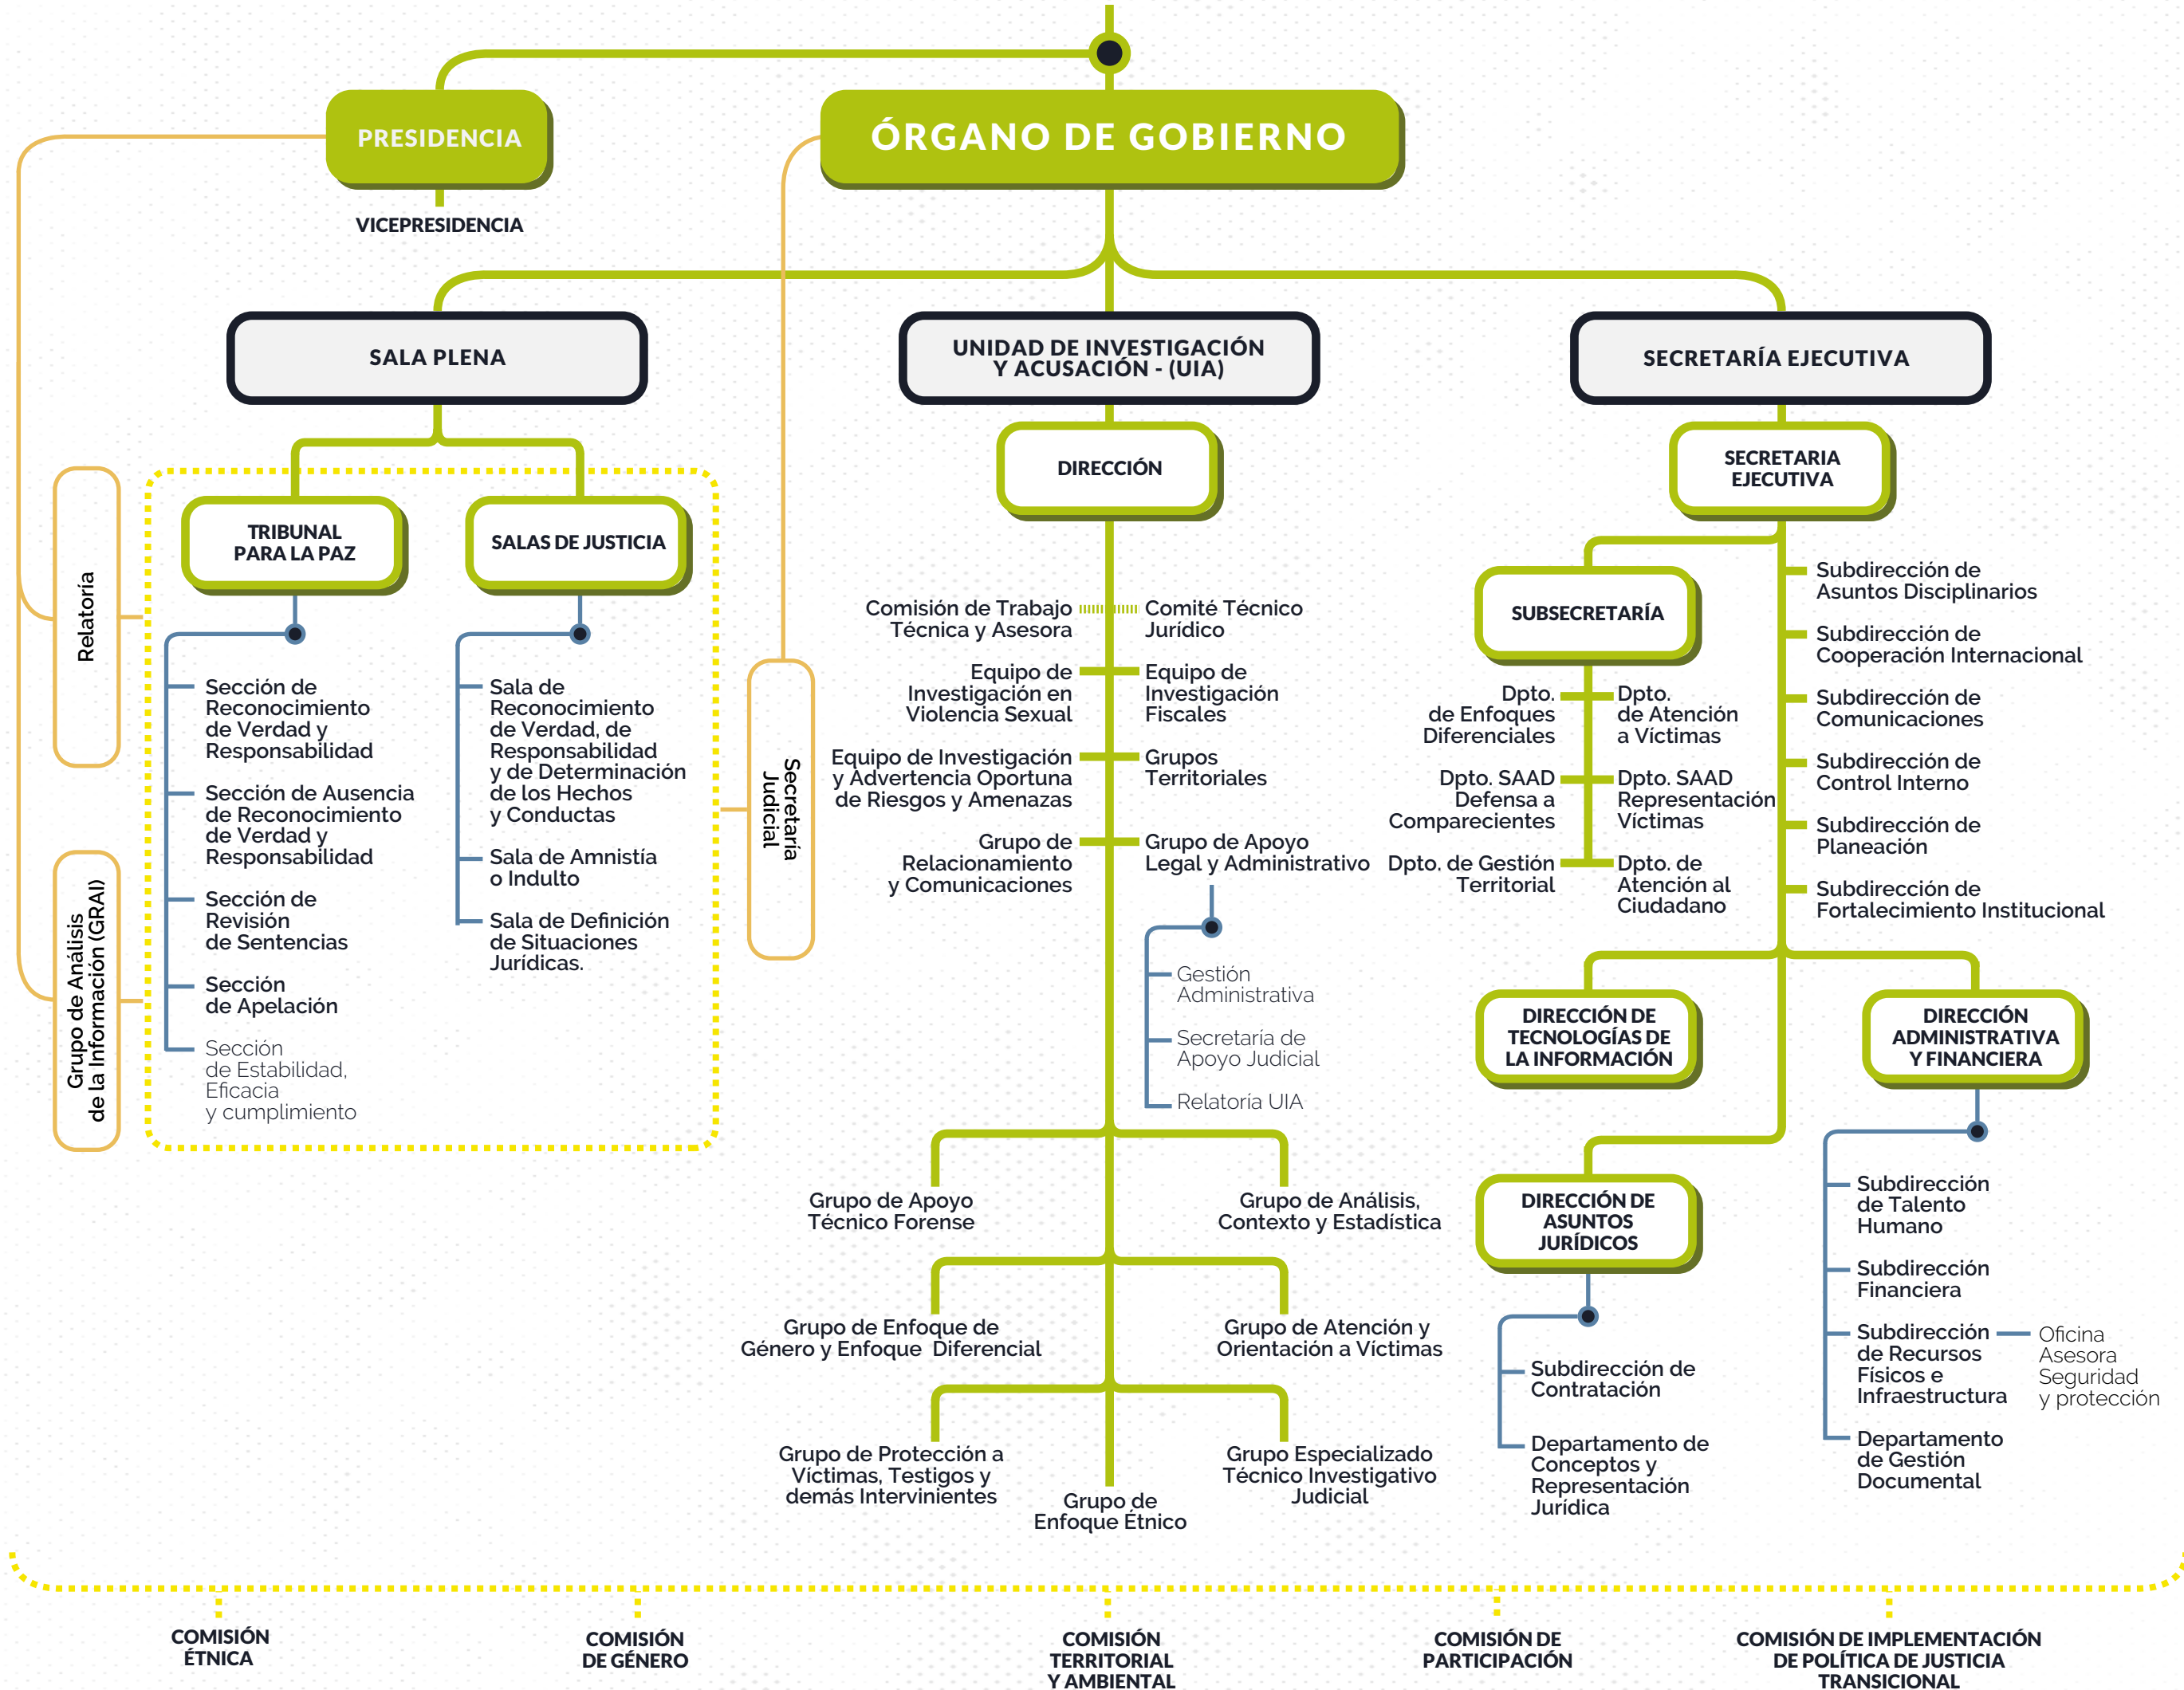 PRESIDENCIA
ÓRGANO DE GOBIERNO
VICEPRESIDENCIA
SALA PLENA
UNIDAD DE INVESTIGACIÓN
Y ACUSACIÓN - (UIA)
SECRETARÍA EJECUTIVA
Relatoría
Grupo de Análisis
de la Información (GRAI)
TRIBUNAL
PARA LA PAZ
Sección de
Reconocimiento
de Verdad y
Responsabilidad
Sección de Ausencia
de Reconocimiento
de Verdad y
Responsabilidad
Sección de
Revisión
de Sentencias
Sección
de Apelación
Sección
de Estabilidad,
Eficacia
y cumplimiento
SALAS DE JUSTICIA
Sala de
Reconocimiento
de Verdad, de
Responsabilidad
y de Determinación
de los Hechos
y Conductas
Sala de Amnistía
o Indulto
Sala de Definición
de Situaciones
Jurídicas.
Secretaría
Judicial
DIRECCIÓN
Comisión de Trabajo
Técnica y Asesora
Comité Técnico
Jurídico
Equipo de
Investigación en
Violencia Sexual
Equipo de
Investigación
Fiscales
Equipo de Investigación
y Advertencia Oportuna
de Riesgos y Amenazas
Grupos
Territoriales
Grupo de
Relacionamiento
y Comunicaciones
Grupo de Apoyo
Legal y Administrativo
Gestión
Administrativa
Secretaría de
Apoyo Judicial
Relatoría UIA
Grupo de Apoyo
Técnico Forense
Grupo de Análisis,
Contexto y Estadística
Grupo de Enfoque de
Género y Enfoque Diferencial
Grupo de Atención y
Orientación a Víctimas
Grupo de Protección a
Víctimas, Testigos y
demás Intervinientes
Grupo de
Enfoque Étnico
Grupo Especializado
Técnico Investigativo
Judicial
SECRETARIA
EJECUTIVA
SUBSECRETARÍA
Dpto.
de Enfoques
Diferenciales
Dpto.
de Atención
a Víctimas
Dpto. SAAD
Defensa a
Comparecientes
Dpto. SAAD
Representación
Víctimas
Dpto. de Gestión
Territorial
Dpto. de
Atención al
Ciudadano
Subdirección de
Asuntos Disciplinarios
Subdirección de
Cooperación Internacional
Subdirección de
Comunicaciones
Subdirección de
Control Interno
Subdirección de
Planeación
Subdirección de
Fortalecimiento Institucional
DIRECCIÓN DE
TECNOLOGÍAS DE
LA INFORMACIÓN
DIRECCIÓN
ADMINISTRATIVA
Y FINANCIERA
DIRECCIÓN DE
ASUNTOS
JURÍDICOS
Subdirección de
Contratación
Departamento de
Conceptos y
Representación
Jurídica
Subdirección
de Talento
Humano
Subdirección
Financiera
Subdirección
de Recursos
Físicos e
Infraestructura
Oficina
Asesora
Seguridad
y protección
Departamento
de Gestión
Documental
COMISIÓN
ÉTNICA
COMISIÓN
DE GÉNERO
COMISIÓN
TERRITORIAL
Y AMBIENTAL
COMISIÓN DE
PARTICIPACIÓN
COMISIÓN DE IMPLEMENTACIÓN
DE POLÍTICA DE JUSTICIA
TRANSICIONAL